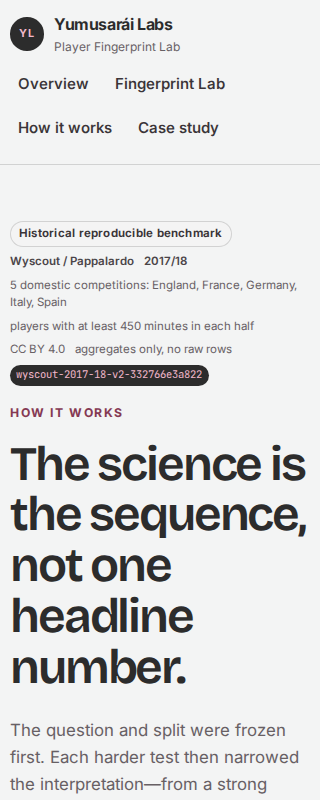 YL
Yumusarái Labs
Player Fingerprint Lab
Overview Fingerprint Lab
How it works Case study
Historical reproducible benchmark
Wyscout / Pappalardo 2017/18
5 domestic competitions: England, France, Germany,
Italy, Spain
players with at least 450 minutes in each half
CC BY 4.0 aggregates only, no raw rows
wyscout-2017-18-v2-332766e3a822
HOW IT WORKS
The science is
the sequence,
not one
headline
number.
The question and split were frozen
first. Each harder test then narrowed
the interpretation—from a strong